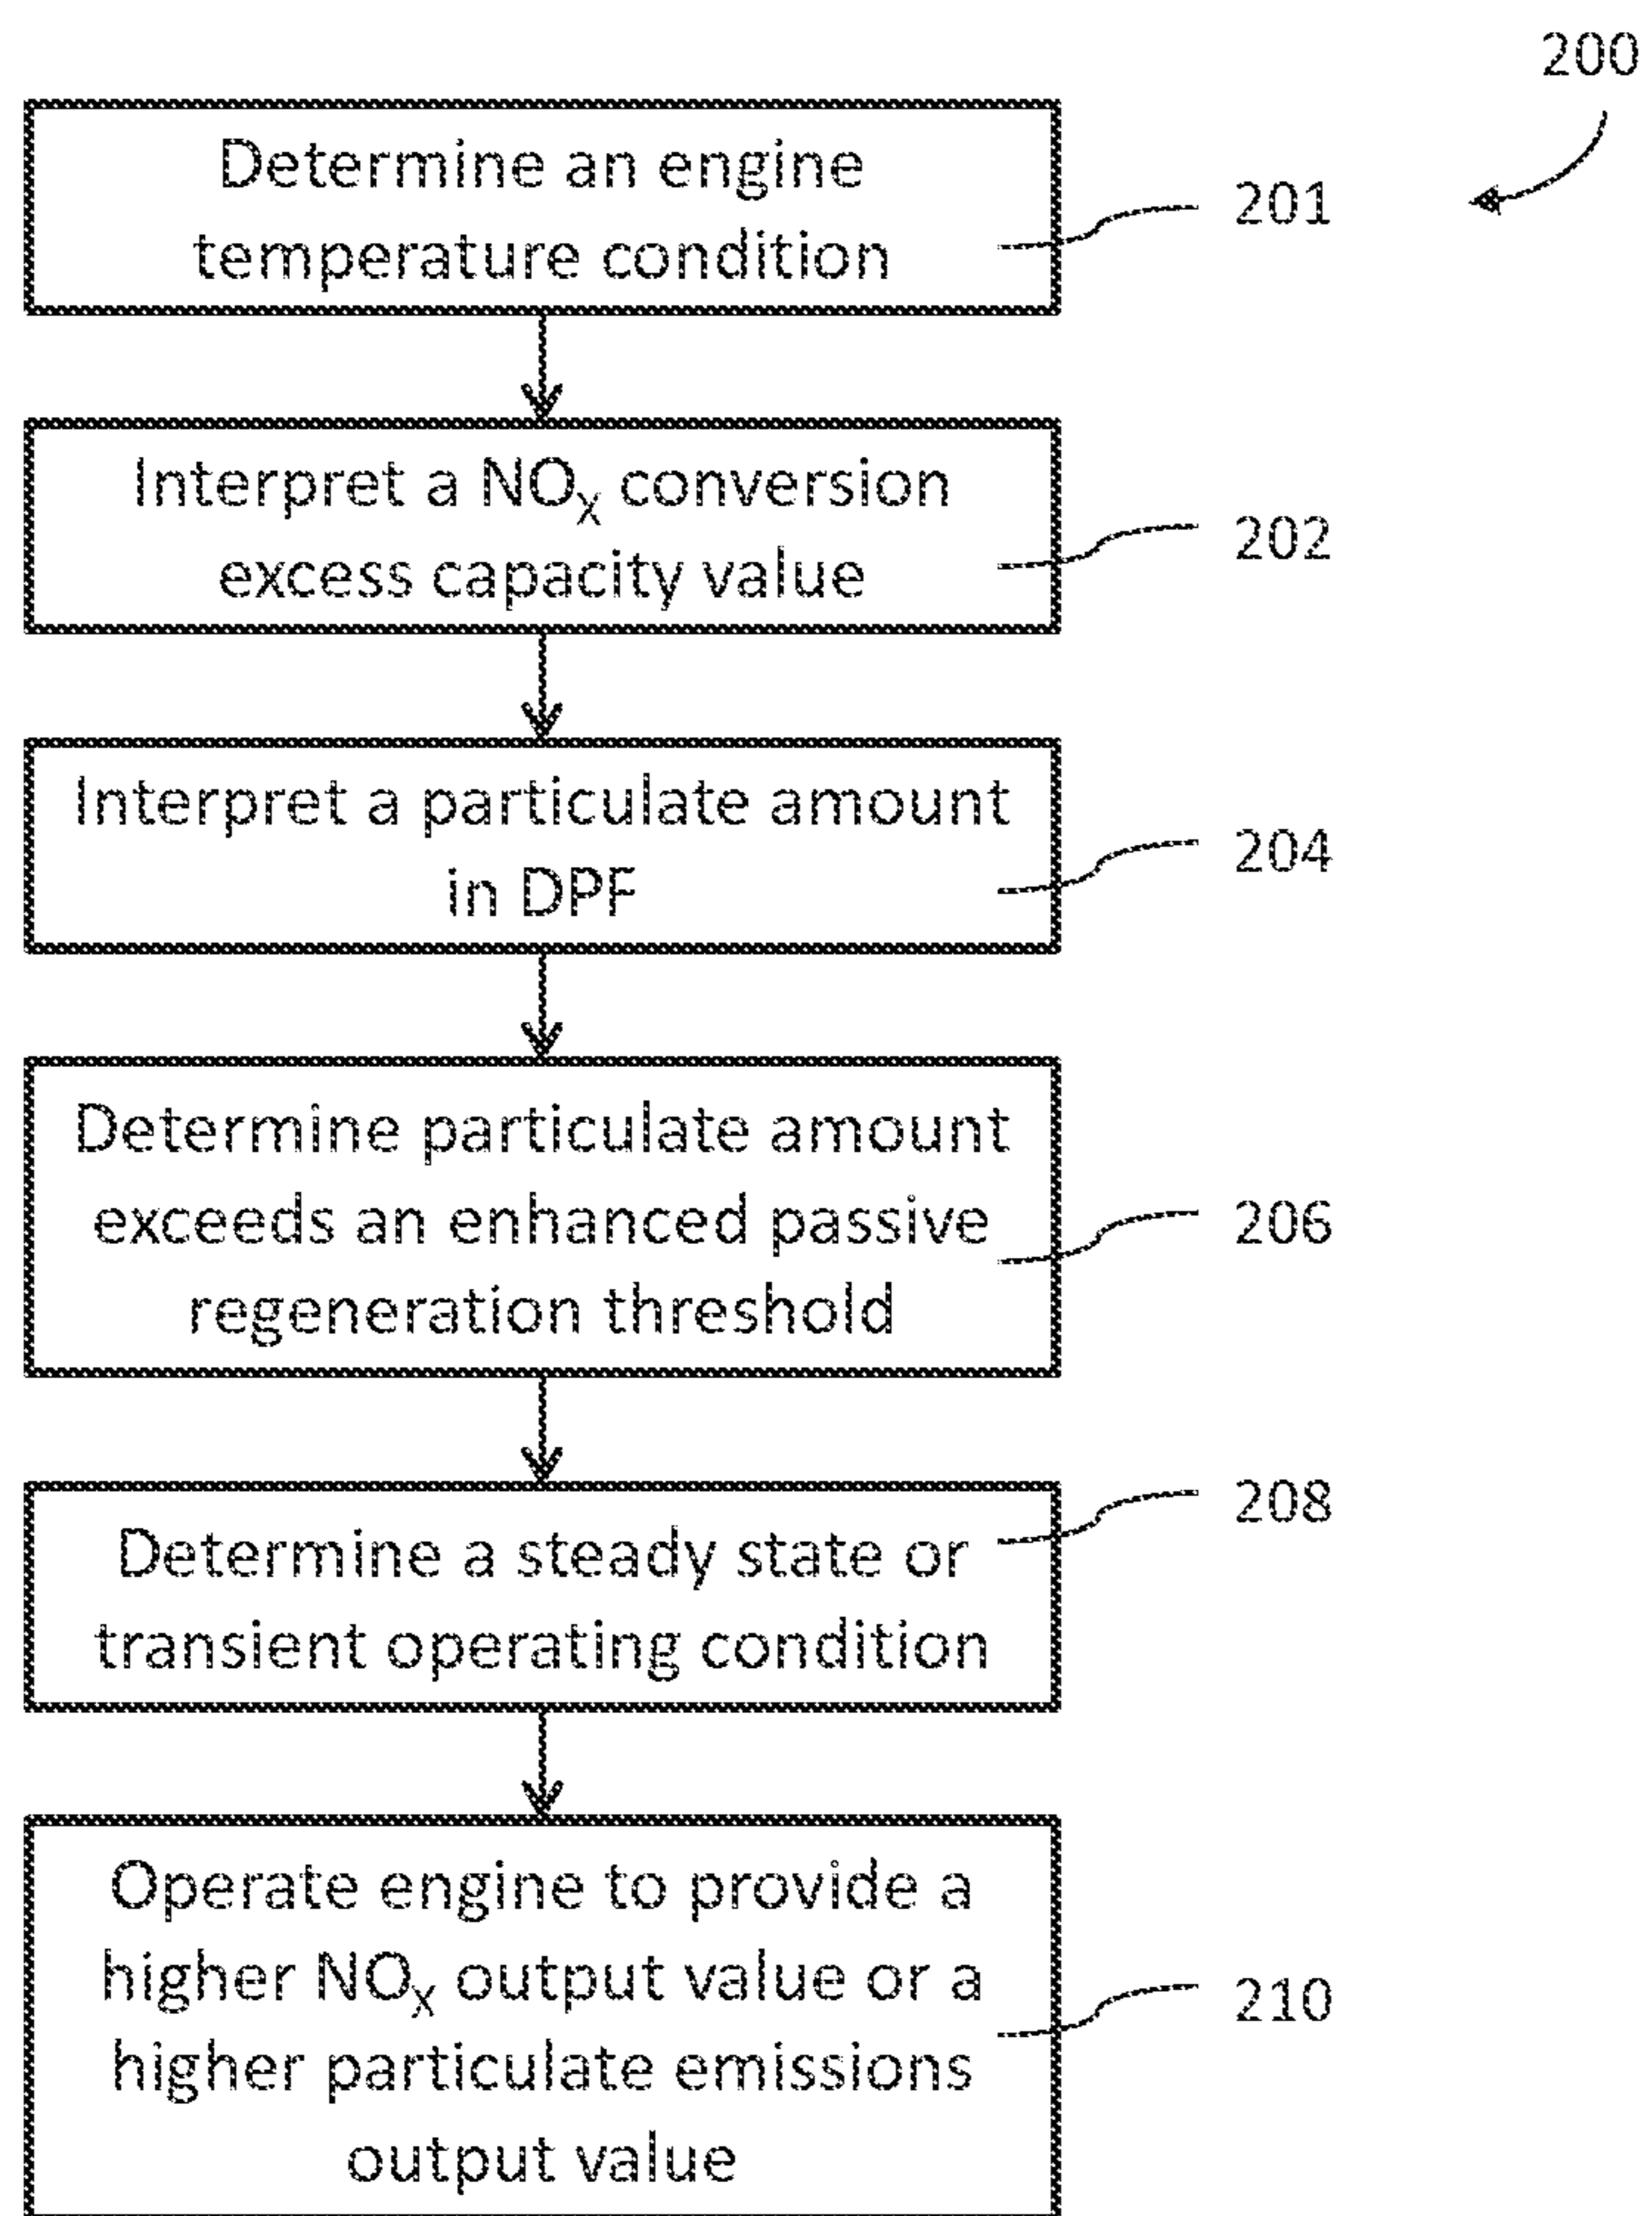 200
Determine an engine
temperature condition
201
Interpret a NOX conversion
excess capacity value
202
Interpret a particulate amount
in DPF
204
Determine particulate amount
exceeds an enhanced passive
regeneration threshold
206
Determine a steady state or
transient operating condition
208
Operate engine to provide a
higher NOX output value or a
higher particulate emissions
output value
210